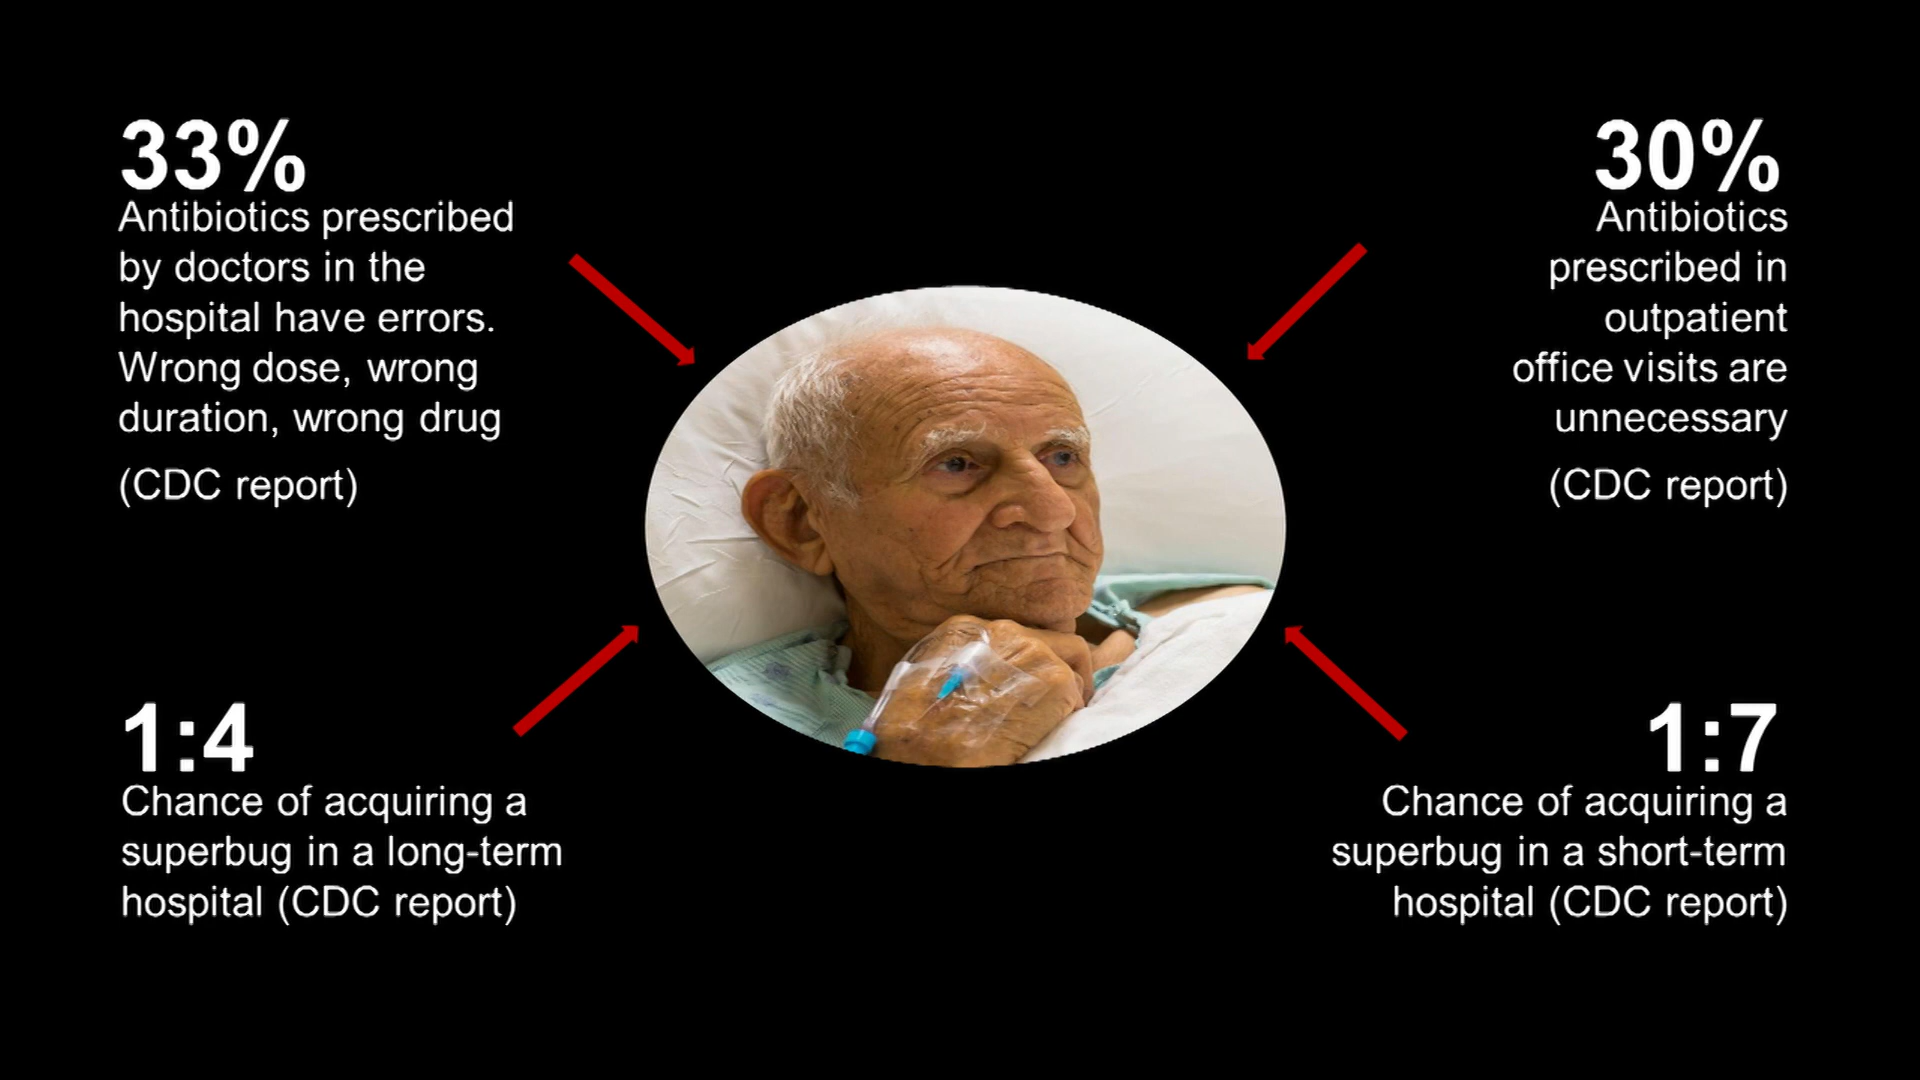 33%
Antibiotics prescribed
by doctors in the
hospital have errors.
Wrong dose, wrong
duration, wrong drug
(CDC report)
30%
Antibiotics
prescribed in
outpatient
office visits are
unnecessary
(CDC report)
1:4
Chance of acquiring a
superbug in a long-term
hospital (CDC report)
1:7
Chance of acquiring a
superbug in a short-term
hospital (CDC report)